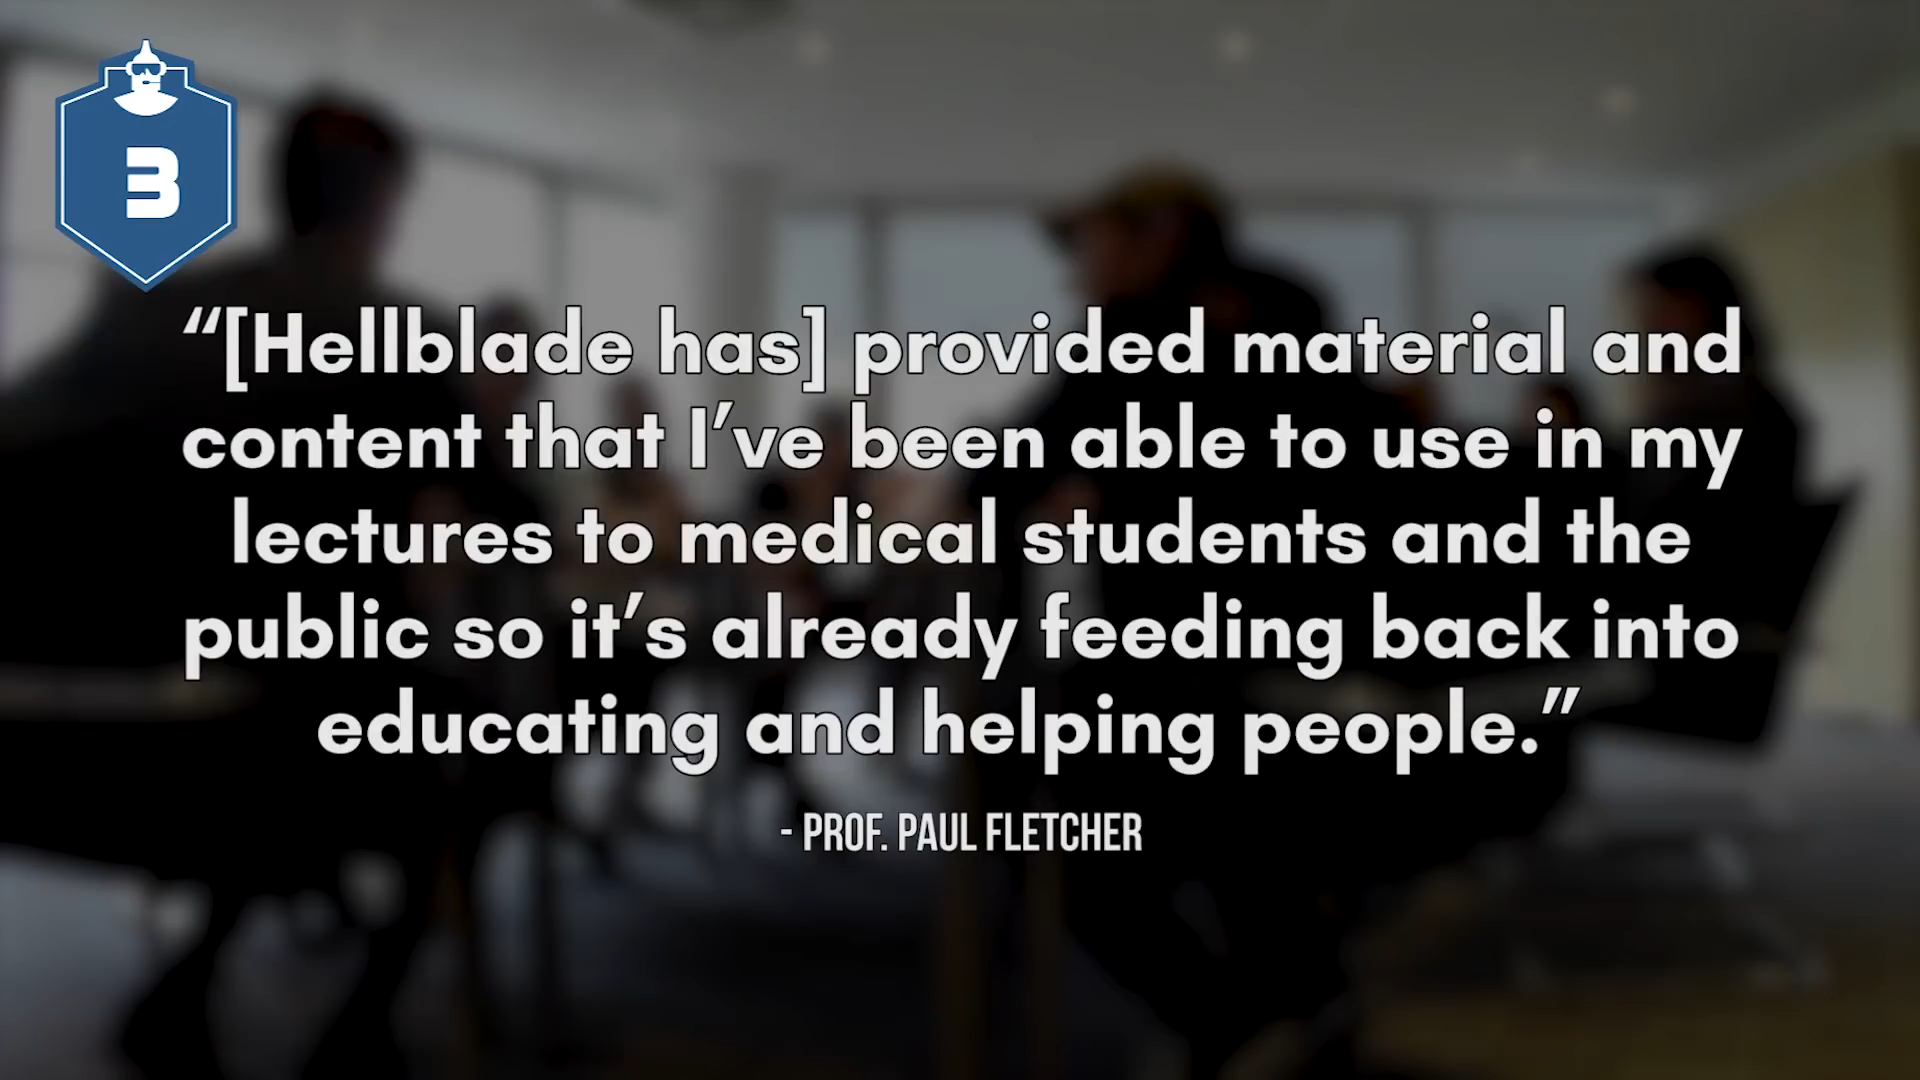 3
“[Hellblade has] provided material and
content that I’ve been able to use in my
lectures to medical students and the
public so it’s already feeding back into
educating and helping people.”
- PROF. PAUL FLETCHER